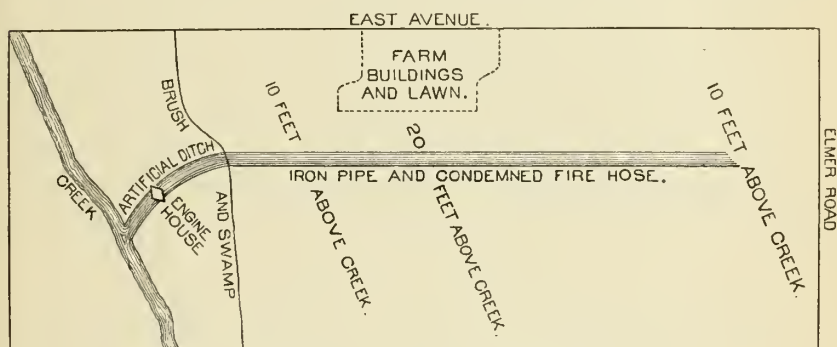 EAST AVENUE.
FARM
BUILDINGS
AND LAWN.
BRUSH
AND SWAMP
10 FEET
ABOVE CREEK.
20
FEET ABOVE CREEK.
10 FEET
ABOVE CREEK.
ELMER ROAD
CREEK
ARTIFICIAL DITCH
ENGINE
HOUSE
IRON PIPE AND CONDEMNED FIRE HOSE.